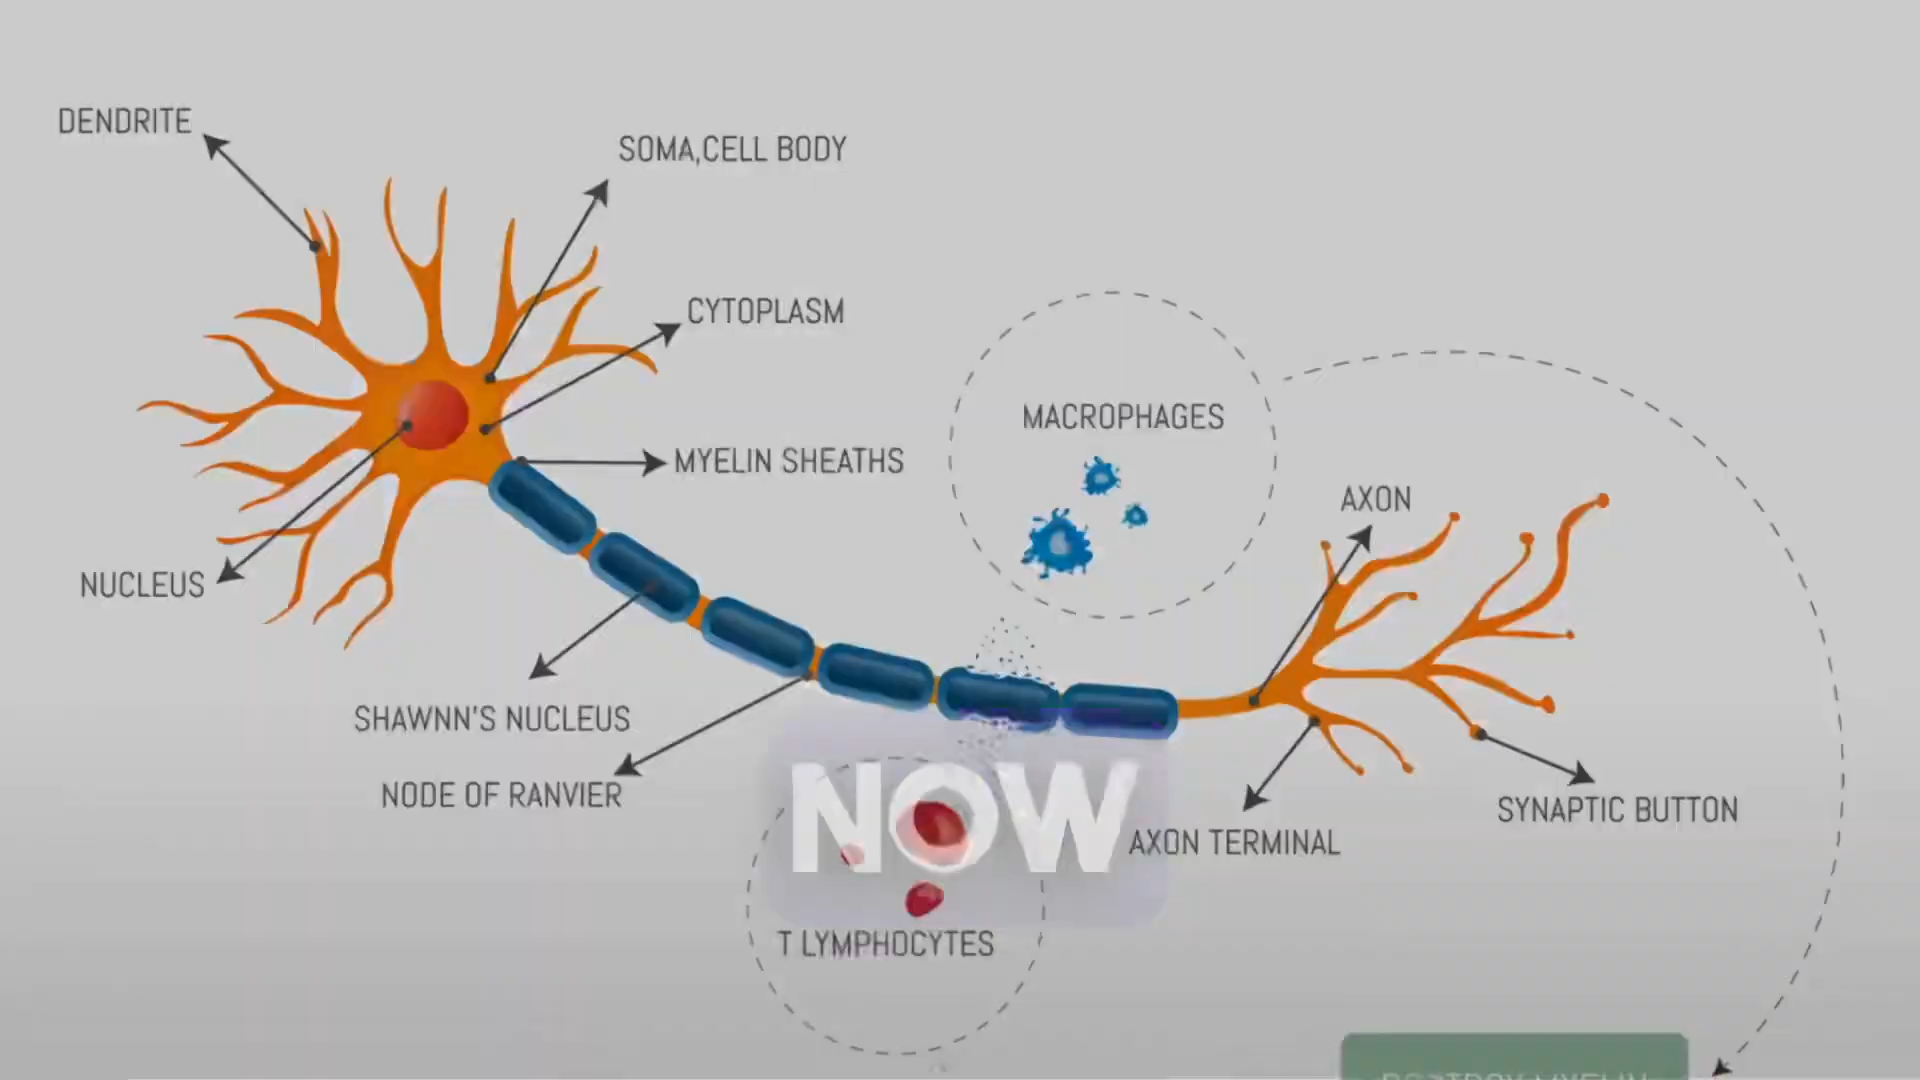 DENDRITE
SOMA,CELL BODY
CYTOPLASM
MACROPHAGES
MYELIN SHEATHS
AXON
NUCLEUS
SHAWNN'S NUCLEUS
NODE OF RANVIER
NOW
SYNAPTIC BUTTON
AXON TERMINAL
T LYMPHOCYTES